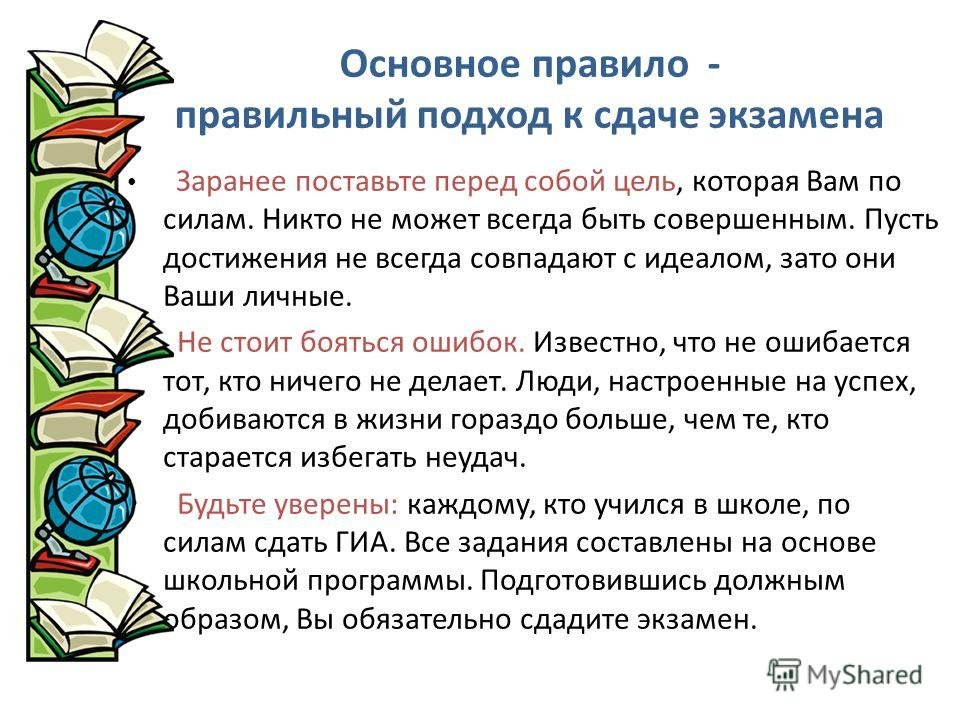 Основное правило -
правильный подход к сдаче экзамена
• Заранее поставьте перед собой цель, которая Вам по
силам. Никто не может всегда быть совершенным. Пусть
достижения не всегда совпадают с идеалом, зато они
Ваши личные.
Не стоит бояться ошибок. Известно, что не ошибается
тот, кто ничего не делает. Люди, настроенные на успех,
добиваются в жизни гораздо больше, чем те, кто
старается избегать неудач.
Будьте уверены: каждому, кто учился в школе, по
силам сдать ГИА. Все задания составлены на основе
школьной программы. Подготовившись должным
образом, Вы обязательно сдадите экзамен.
MyShared